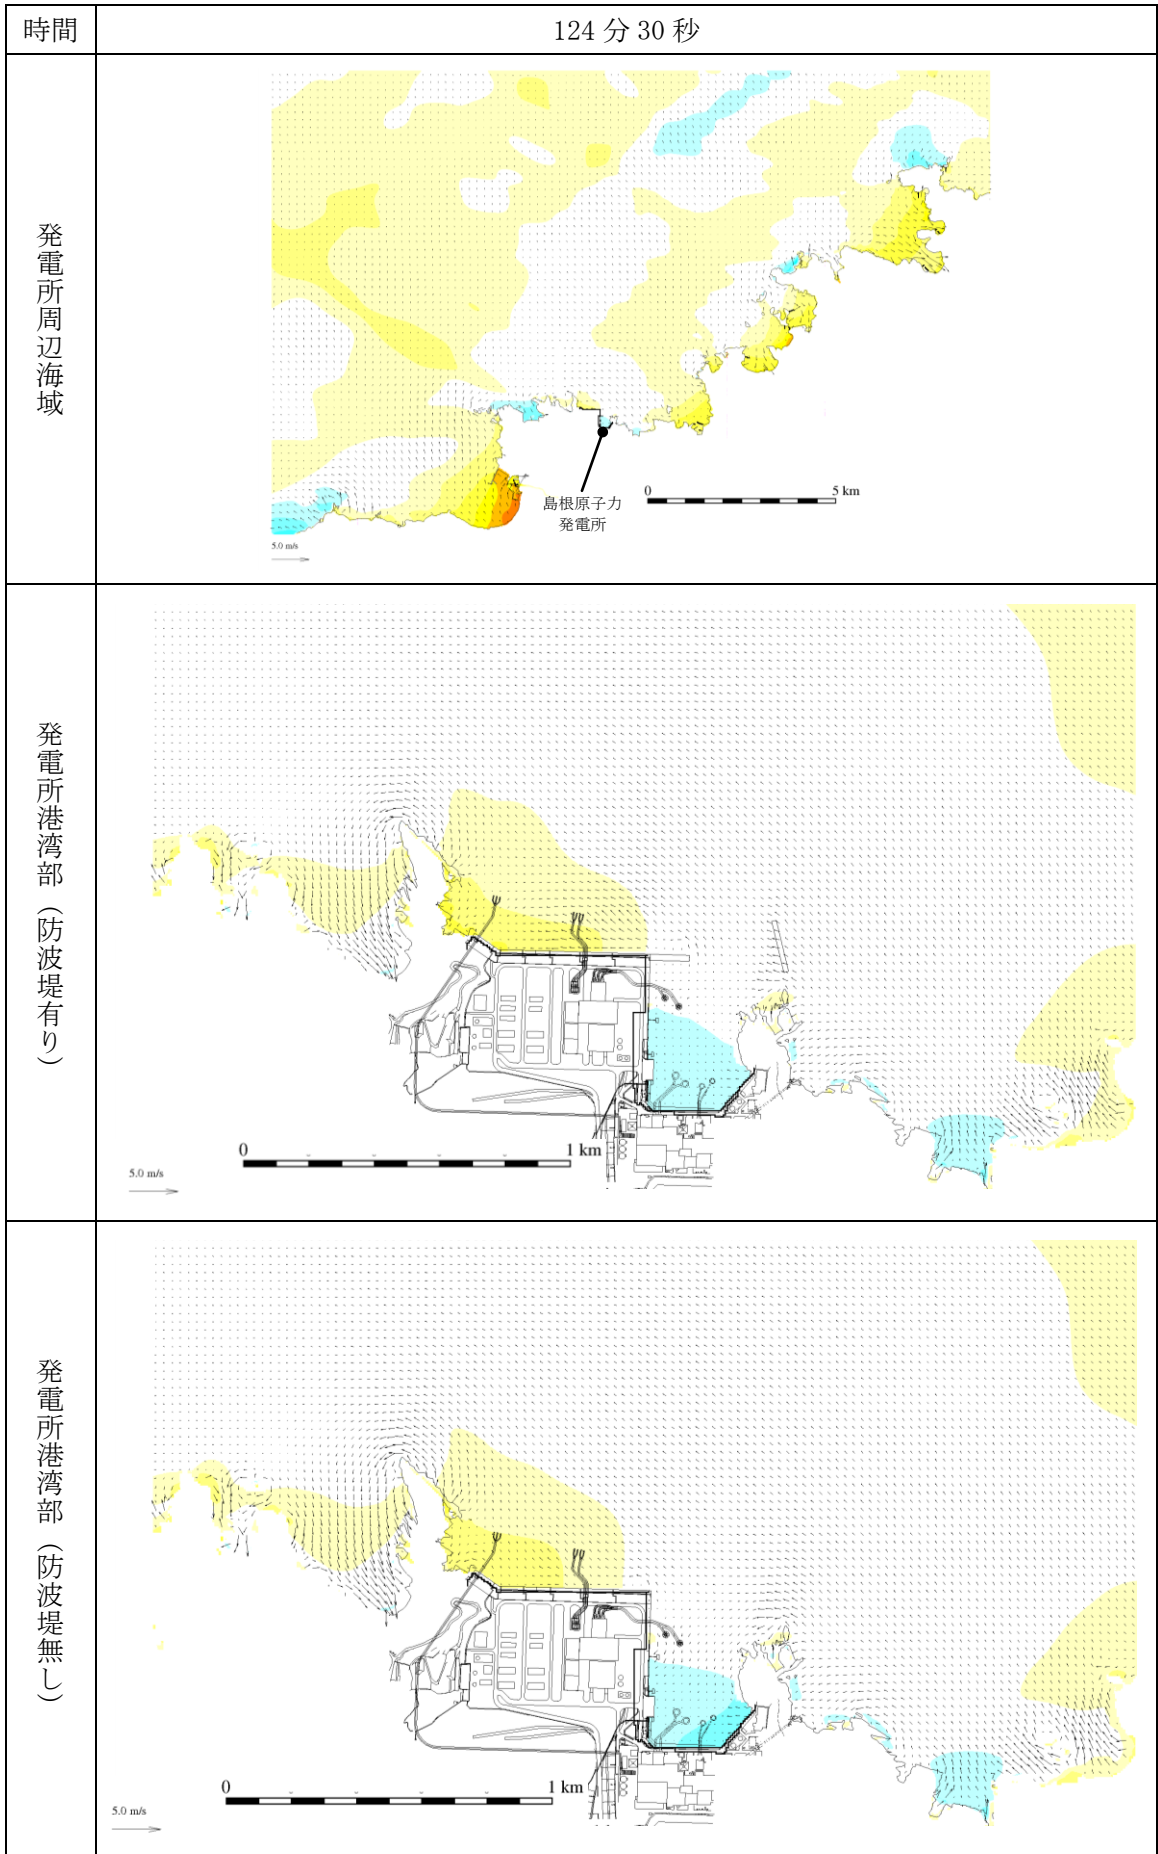 時間
124 分 30 秒
発電所周辺海域
島根原子力
発電所
0
5 km
5.0 m/s
発電所港湾部（防波堤有り）
0
1 km
5.0 m/s
発電所港湾部（防波堤無し）
0
1 km
5.0 m/s